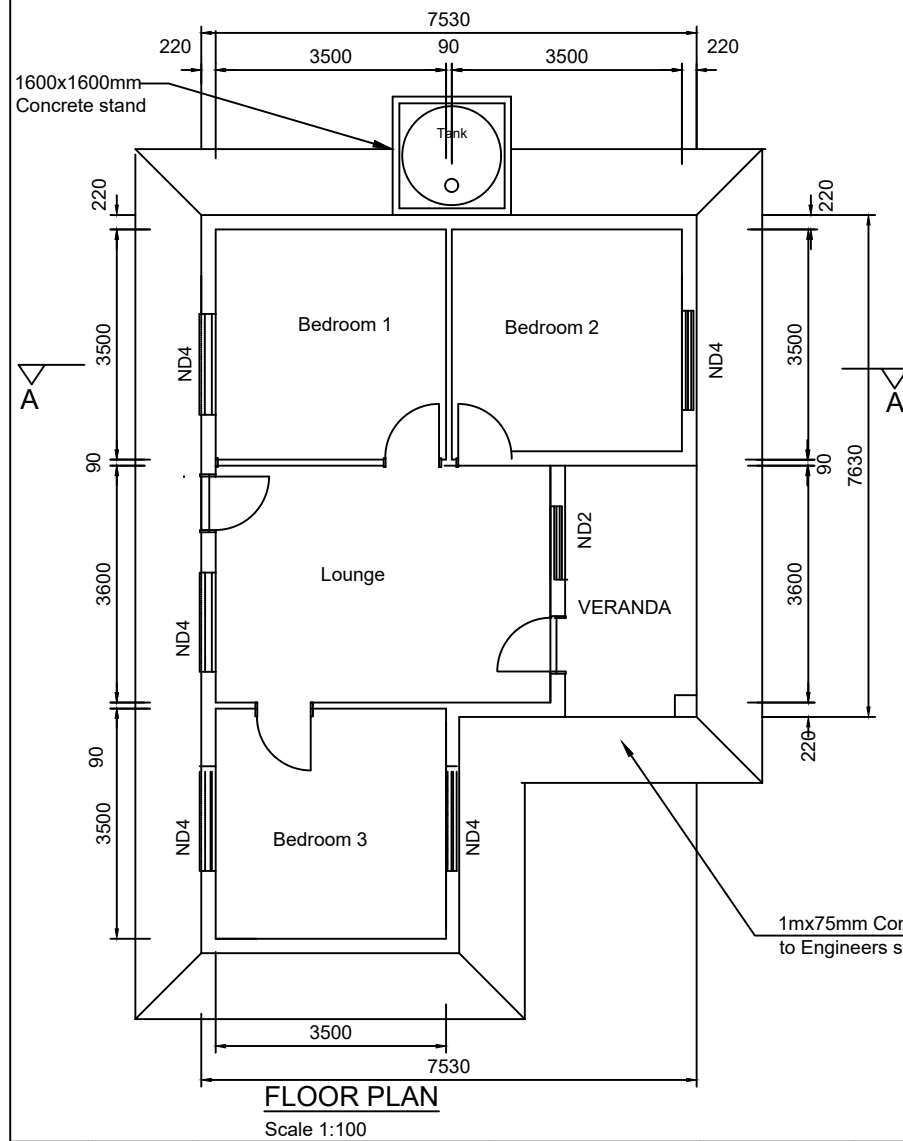 7530
220
3500
90
3500
220
1600x1600mm
Concrete stand
Tank
220
220
3500
Bedroom 1
Bedroom 2
3500
ND4
ND4
A
A
90
90
7630
3600
Lounge
ND2
VERANDA
3600
ND4
90
220
3500
ND4
Bedroom 3
ND4
1mx75mm
to Engineers
3500
7530
FLOOR PLAN
Scale 1:100